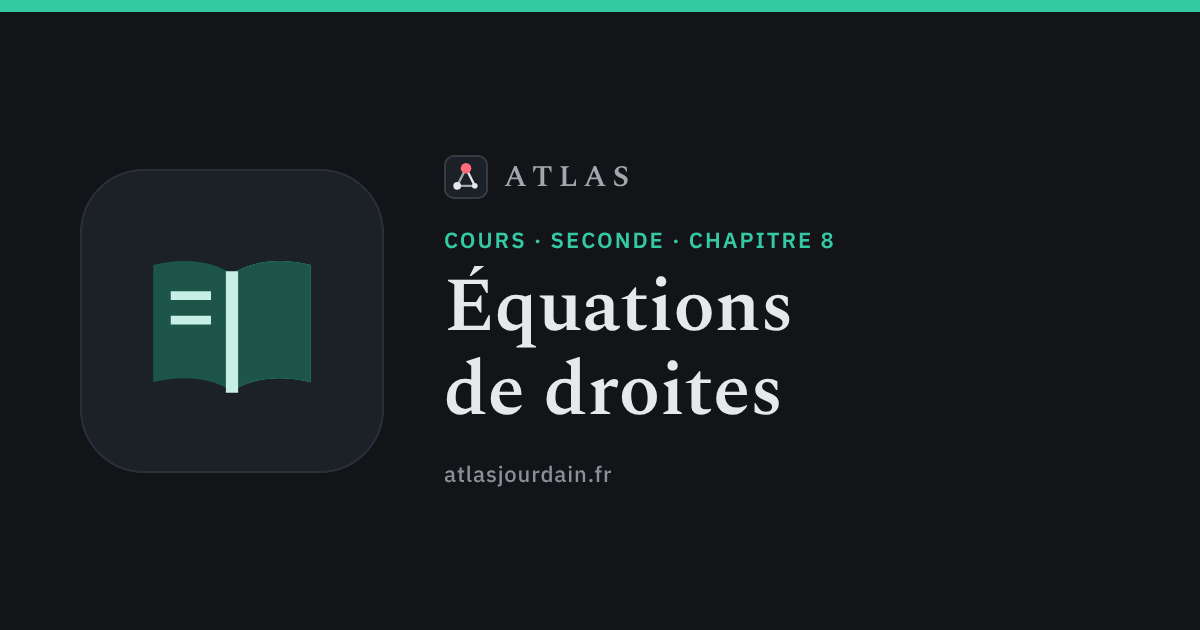 ATLAS
COURS · SECONDE · CHAPITRE 8
Équations
de droites
atlasjourdain.fr